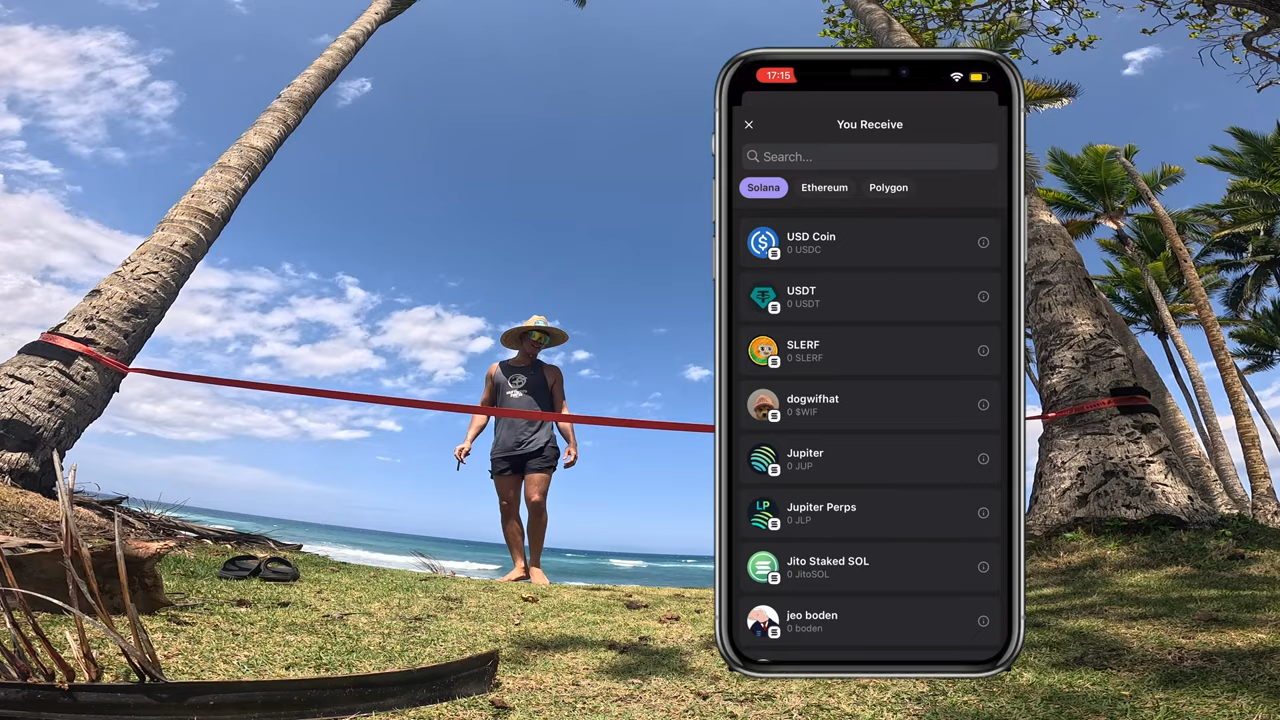 17:15
You Receive
Search...
Solana Ethereum Polygon
USD Coin
0 USDC
USDT
0 USDT
SLERF
0 SLERF
dogwifhat
0 $WIF
Jupiter
0 JUP
LP
Jupiter Perps
0 JLP
Jito Staked SOL
0 JitoSOL
jeo boden
0 boden